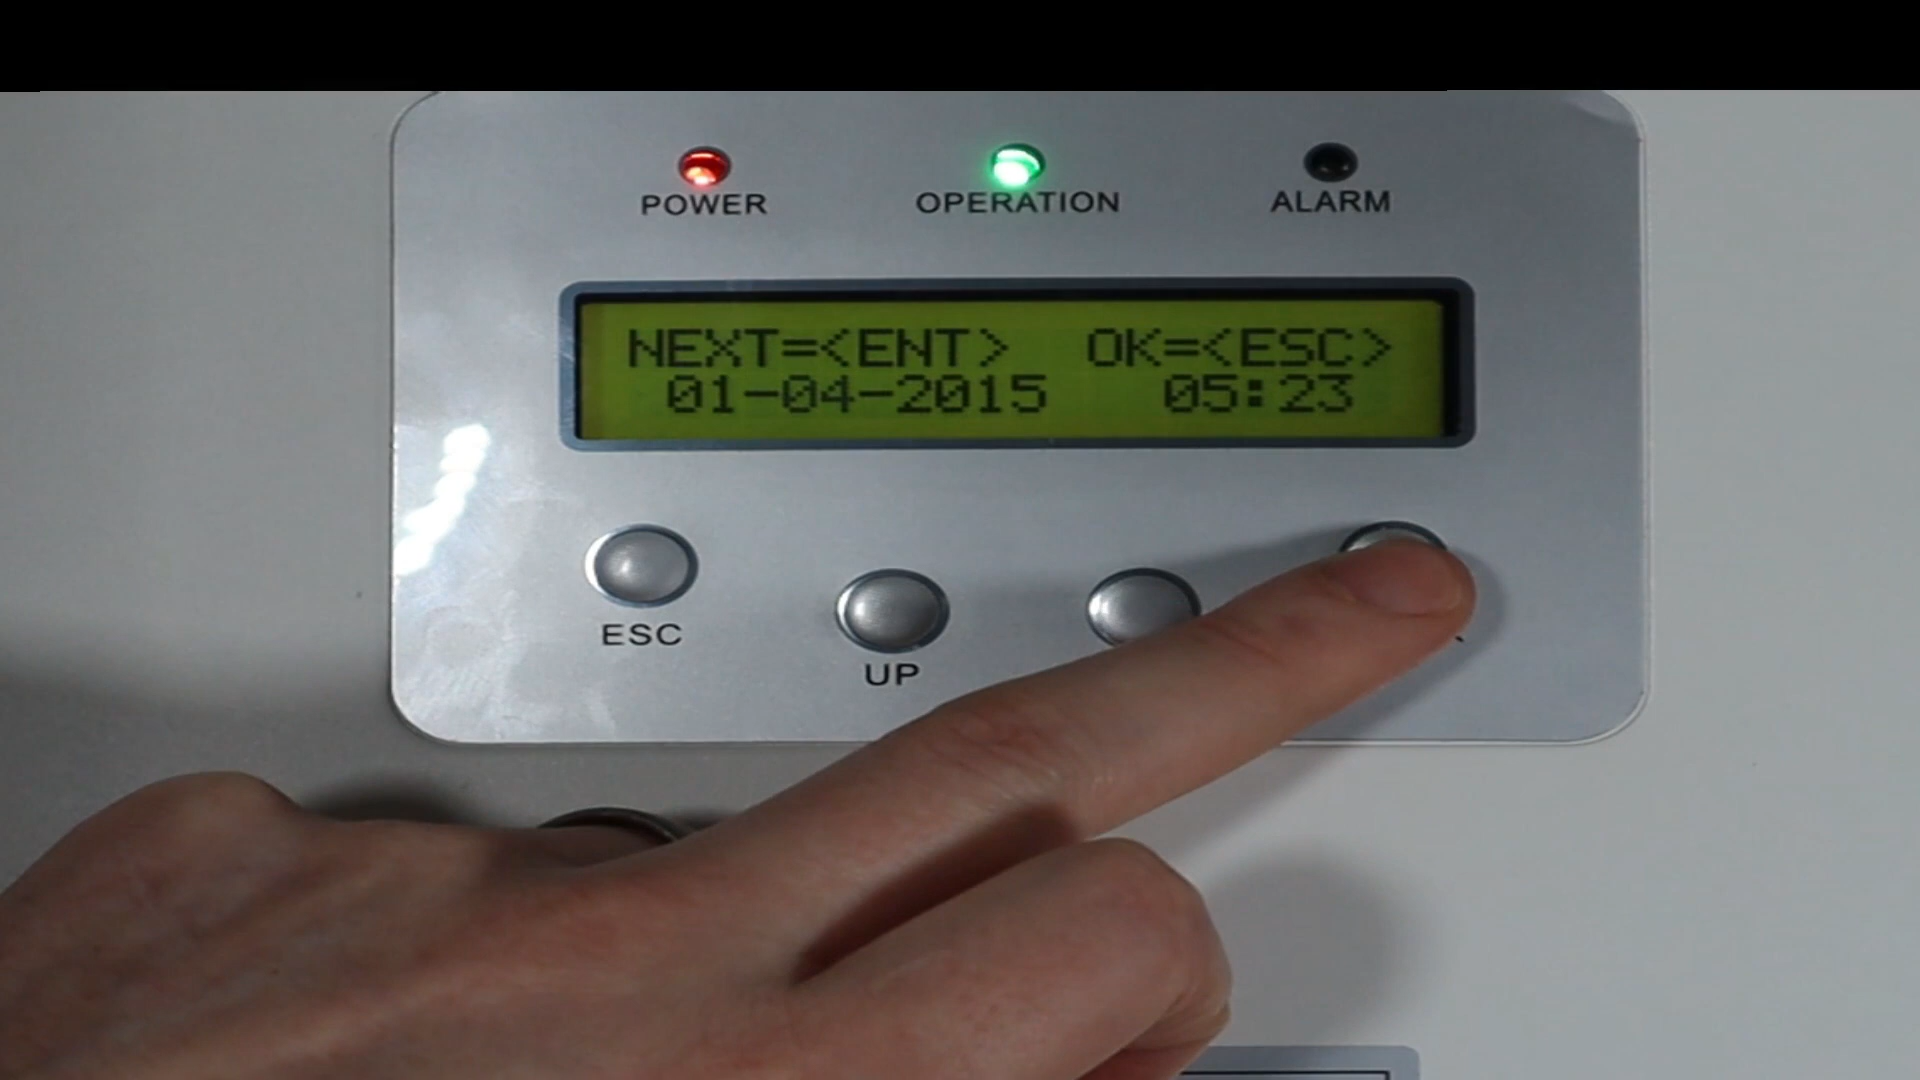 POWER OPERATION ALARM
NEXT=<ENT> OK=<ESC>
01-04-2015 05:23
ESC
UP